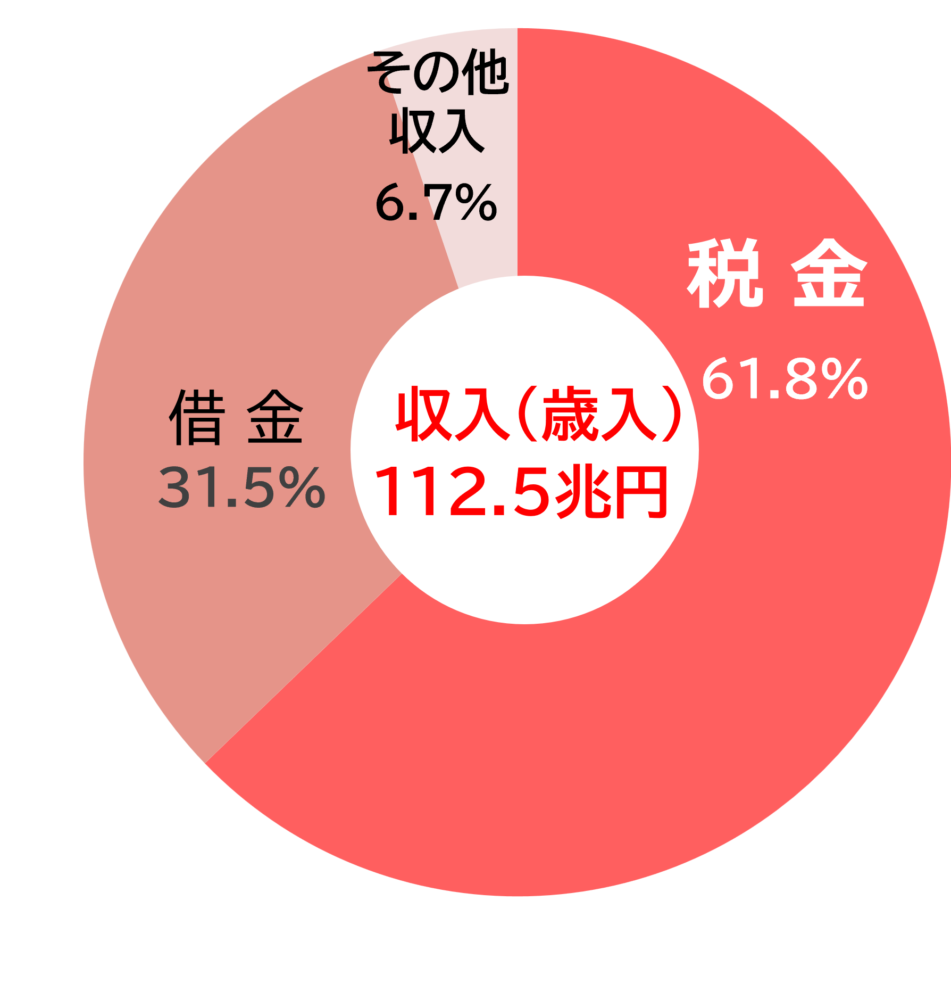 その他
収入
6.7%
税 金
61.8%
借 金
31.5%
収入(歳入)
112.5兆円